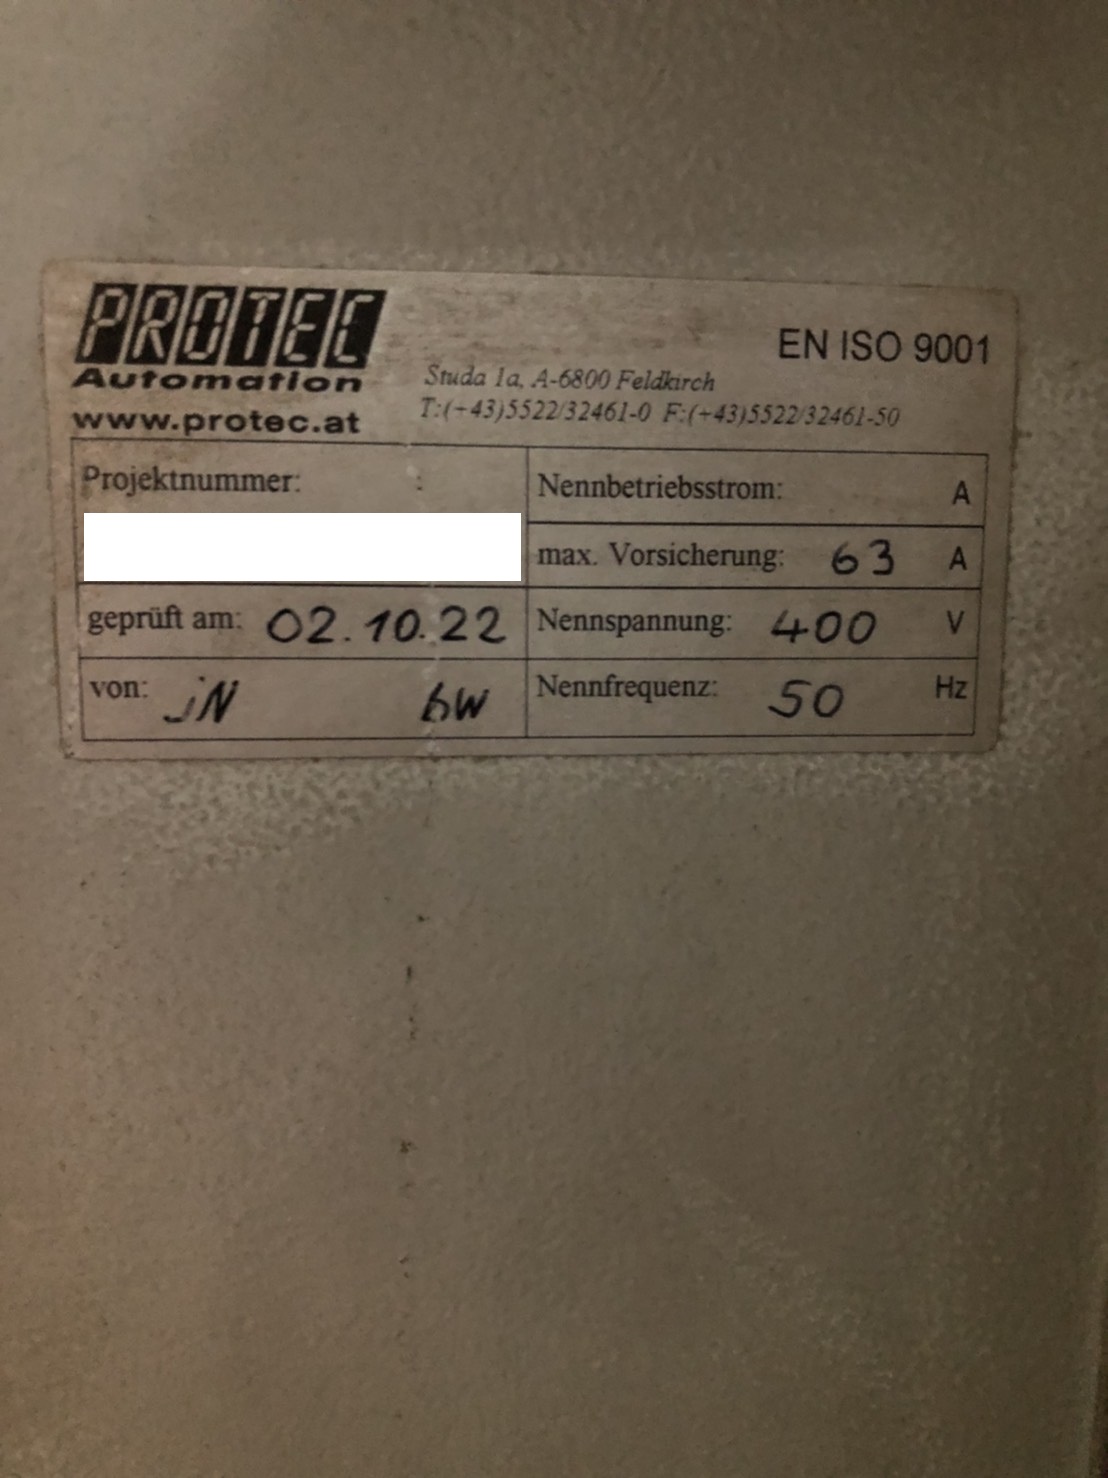 PROTEC
Automation
www.protec.at
Studa 1a, A-6800 Feldkirch
T:(+43)5522/32461-0 F:(+43)5522/32461-50
EN ISO 9001
Projektnummer: :
geprüft am: 02.10.22
von: jN bW
Nennbetriebsstrom: A
max. Vorsicherung: 63 A
Nennspannung: 400 V
Nennfrequenz: 50 Hz